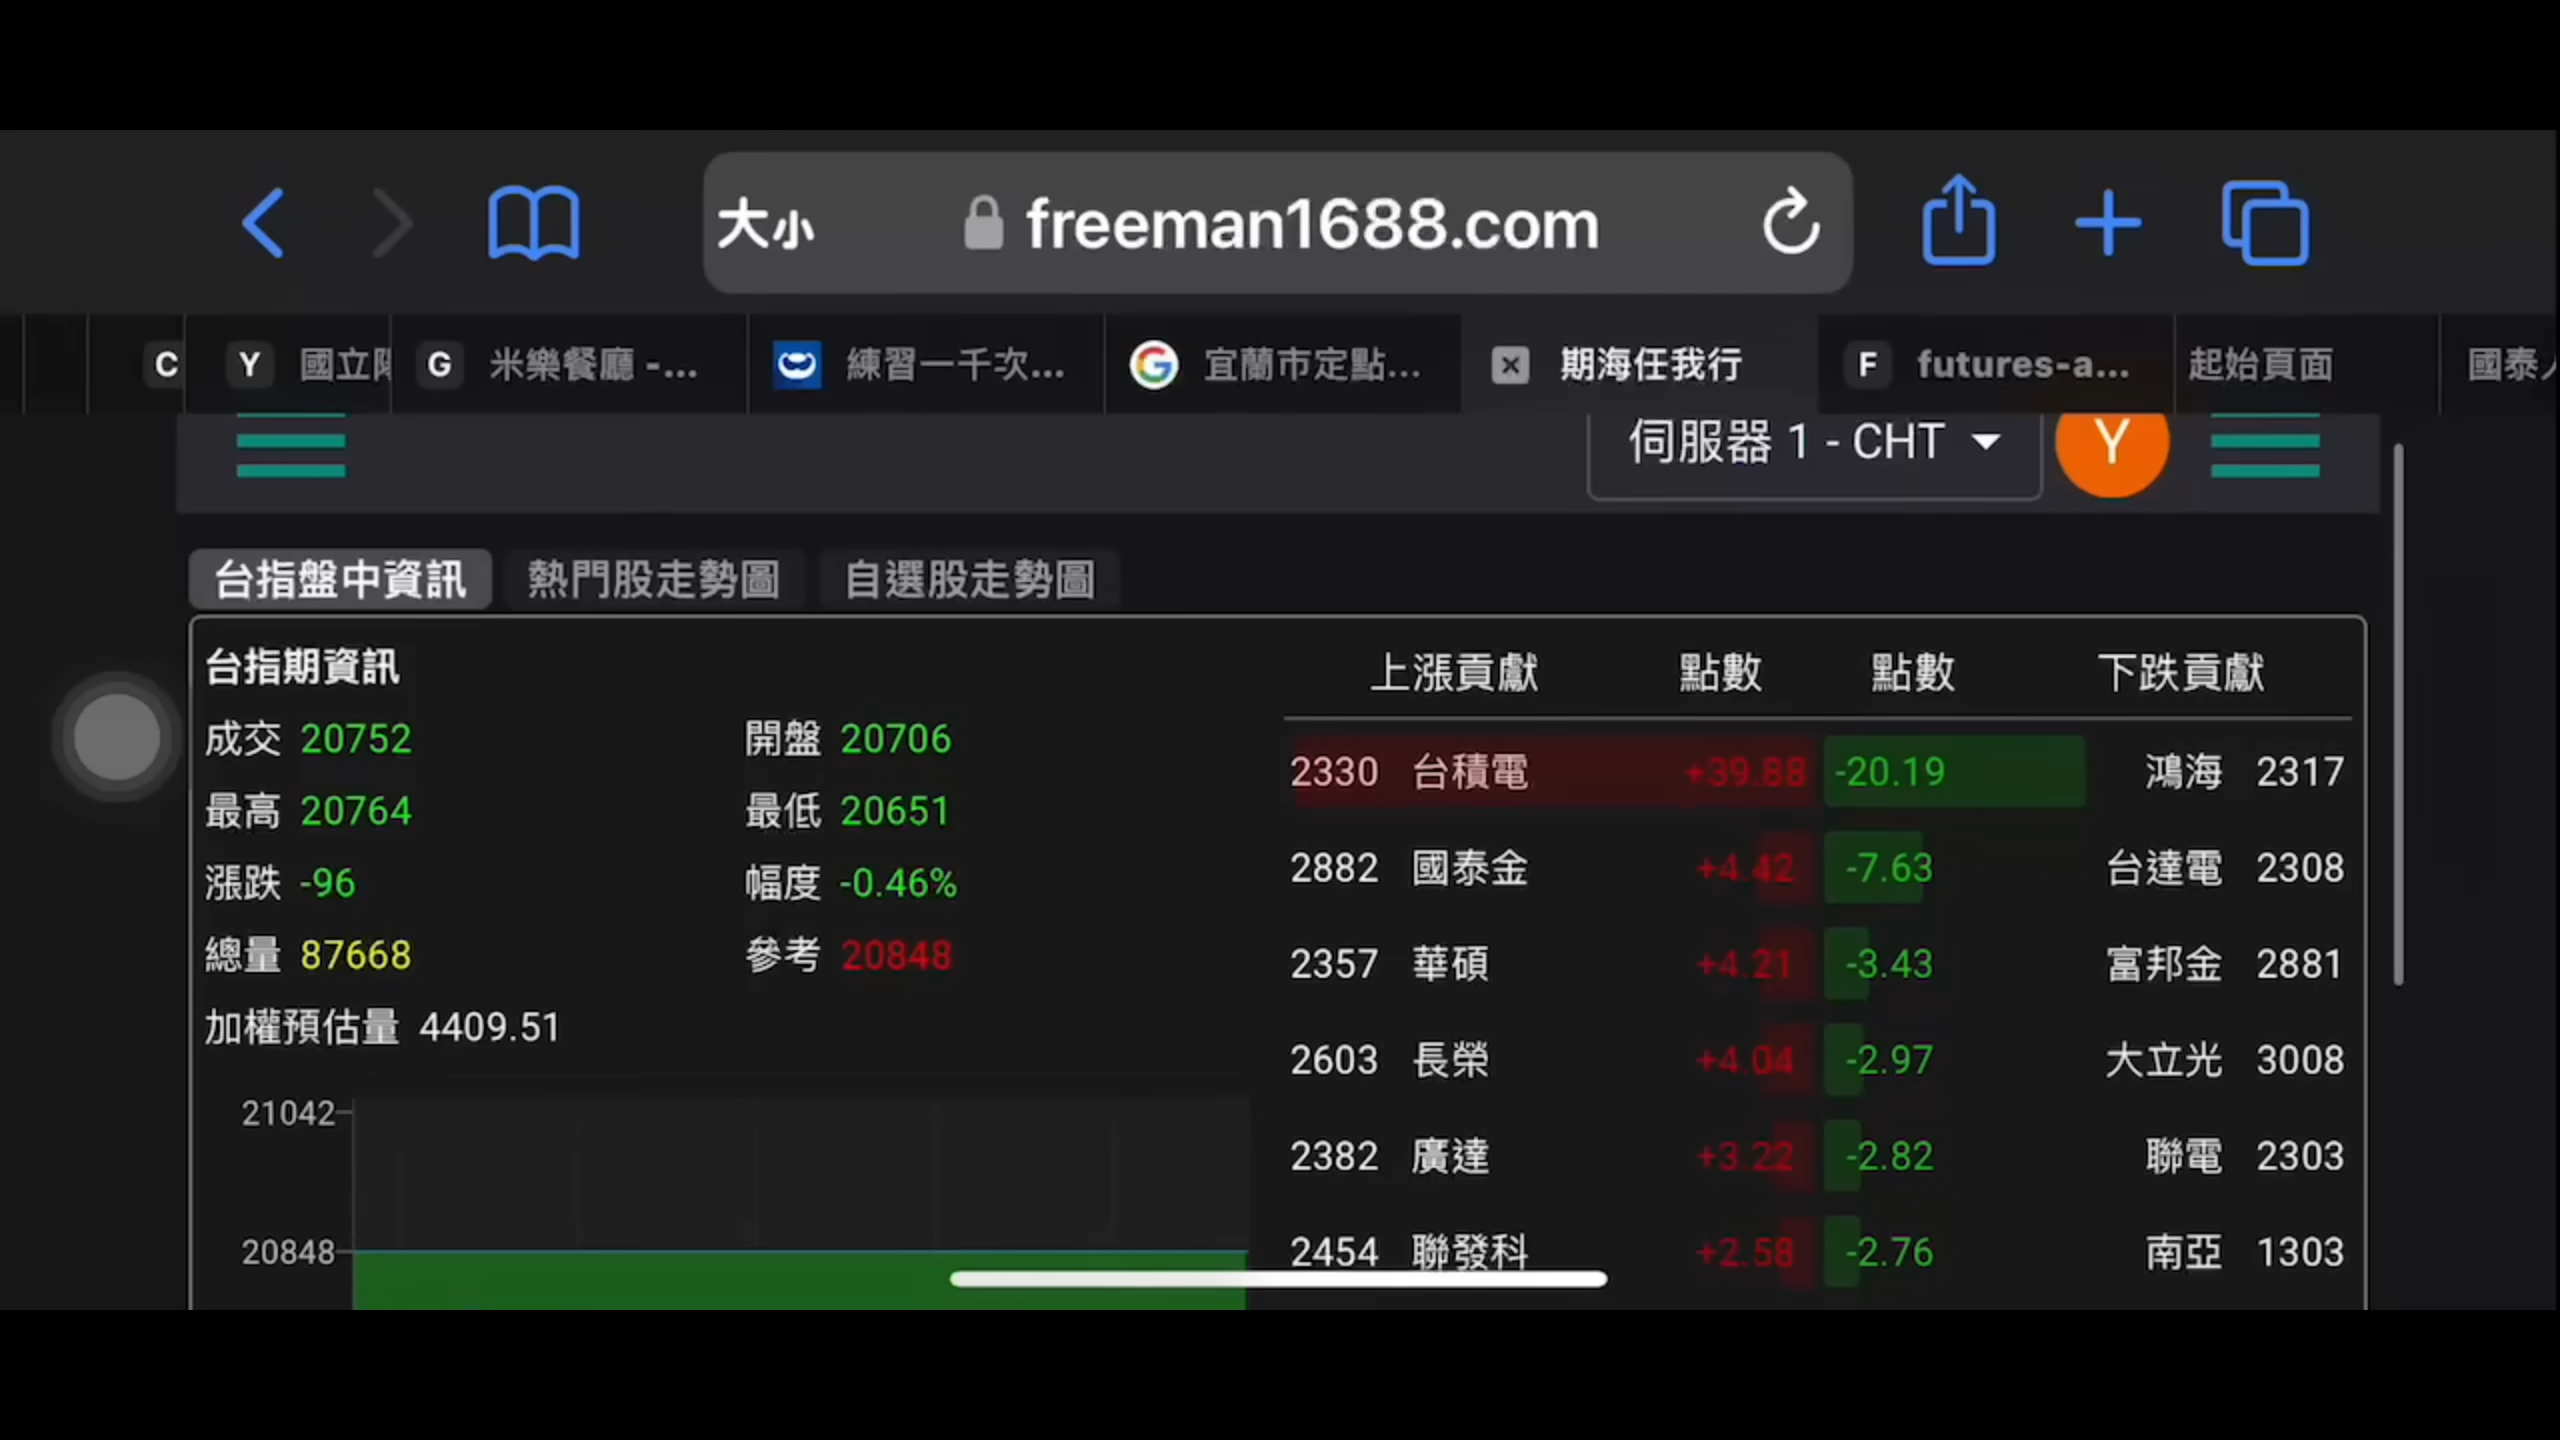 大小 freeman1688.com
C Y 國立 G 米樂餐廳 -... 練習一千次... 宜蘭市定點... 期海任我行 F futures-a... 起始頁面 國泰
伺服器 1 - CHT Y
台指盤中資訊 熱門股走勢圖 自選股走勢圖
台指期資訊
成交 20752 開盤 20706
最高 20764 最低 20651
漲跌 -96 幅度 -0.46%
總量 87668 參考 20848
加權預估量 4409.51
21042
20848
上漲貢獻 點數 點數 下跌貢獻
2330 台積電 +39.88 -20.19 鴻海 2317
2882 國泰金 +4.42 -7.63 台達電 2308
2357 華碩 +4.21 -3.43 富邦金 2881
2603 長榮 +4.04 -2.97 大立光 3008
2382 廣達 +3.22 -2.82 聯電 2303
2454 聯發科 +2.58 -2.76 南亞 1303